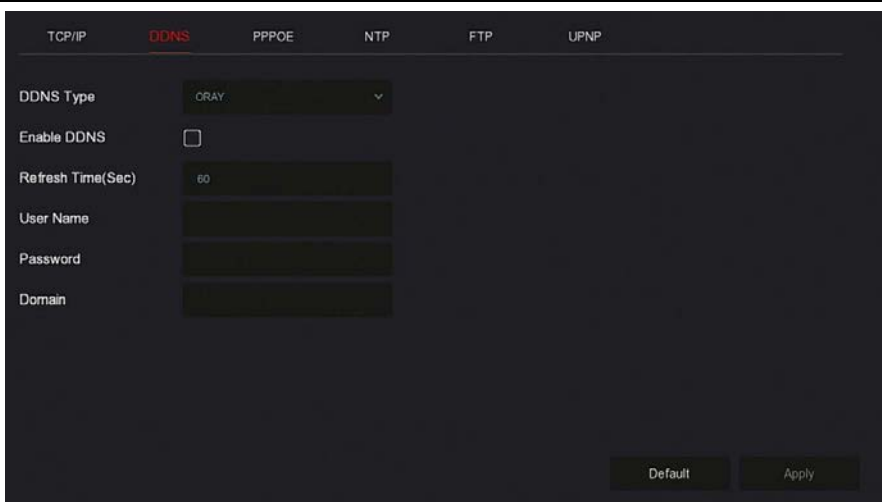 TCP/IP DDNS PPPOE NTP FTP UPNP
DDNS Type ORAY
Enable DDNS
Refresh Time(Sec) 60
User Name
Password
Domain
Default Apply